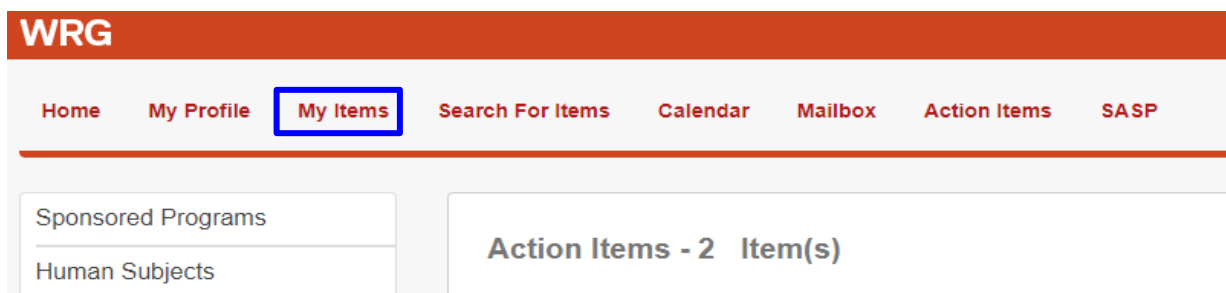 WRG
Home My Profile My Items Search For Items Calendar Mailbox Action Items SASP
Sponsored Programs
Action Items - 2 Item(s)
Human Subjects